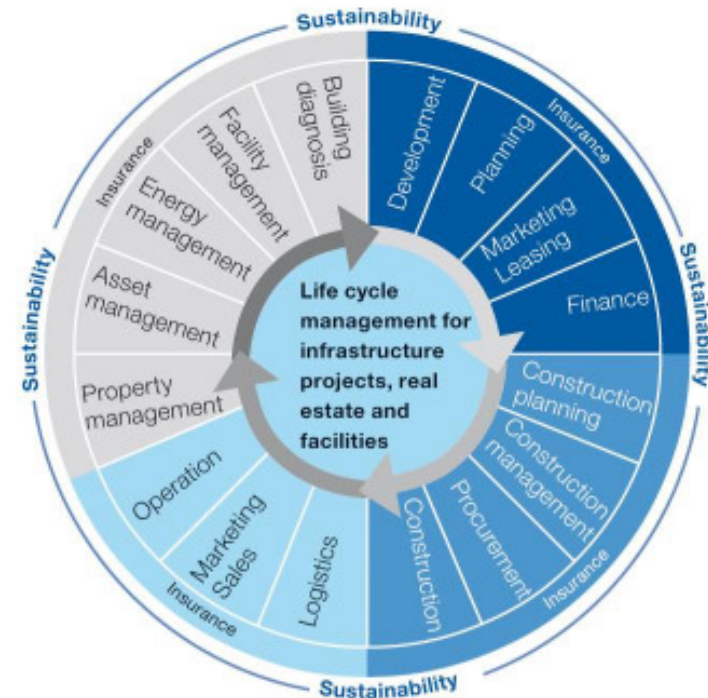 Sustainability
Insurance
Development
Planning
Marketing
Leasing
Finance
Sustainability
Construction
planning
Construction
management
Procurement
Construction
Insurance
Sustainability
Logistics
Marketing
Sales
Operation
Insurance
Property
management
Asset
management
Energy
management
Facility
management
Building
diagnosis
Insurance
Sustainability
Life cycle
management for
infrastructure
projects, real
estate and
facilities